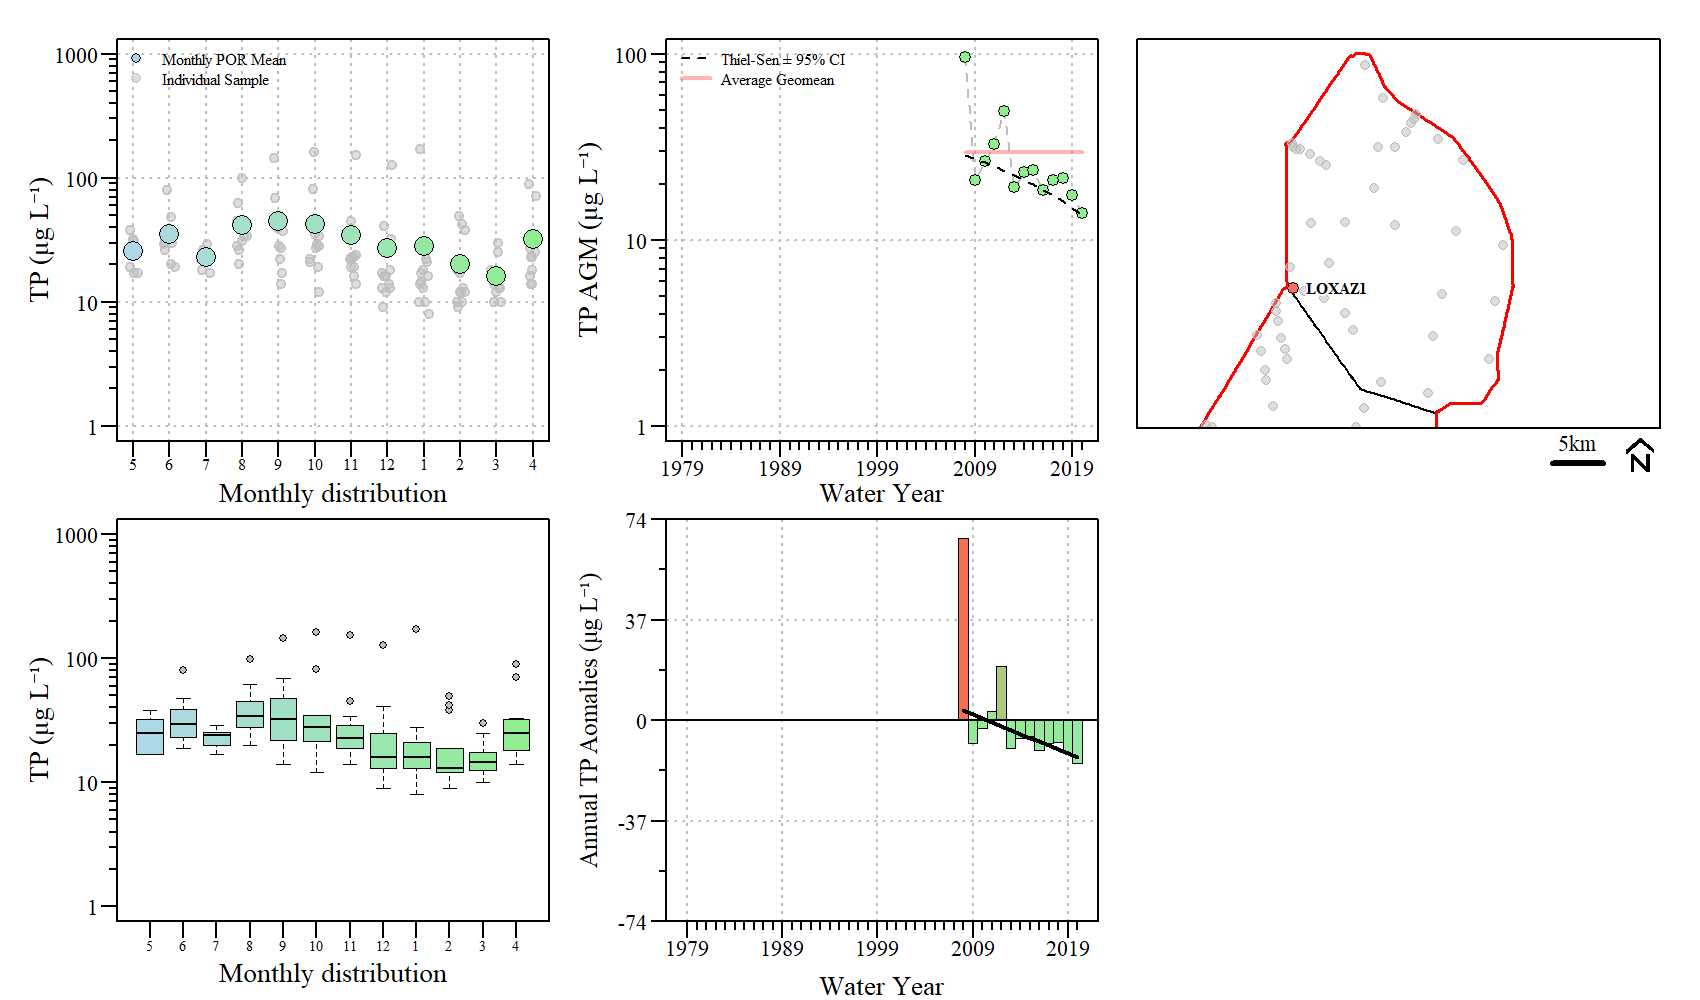 1000
100
10
1
TP (µg L⁻¹)
Monthly POR Mean
Individual Sample
5 6 7 8 9 10 11 12 1 2 3 4
Monthly distribution
100
10
1
TP AGM (µg L⁻¹)
Thiel-Sen ± 95% CI
Average Geomean
1979 1989 1999 2009 2019
Water Year
LOXAZ1
5km
N
1000
100
10
1
TP (µg L⁻¹)
5 6 7 8 9 10 11 12 1 2 3 4
Monthly distribution
74
37
0
-37
-74
Annual TP Aomalies (µg L⁻¹)
1979 1989 1999 2009 2019
Water Year